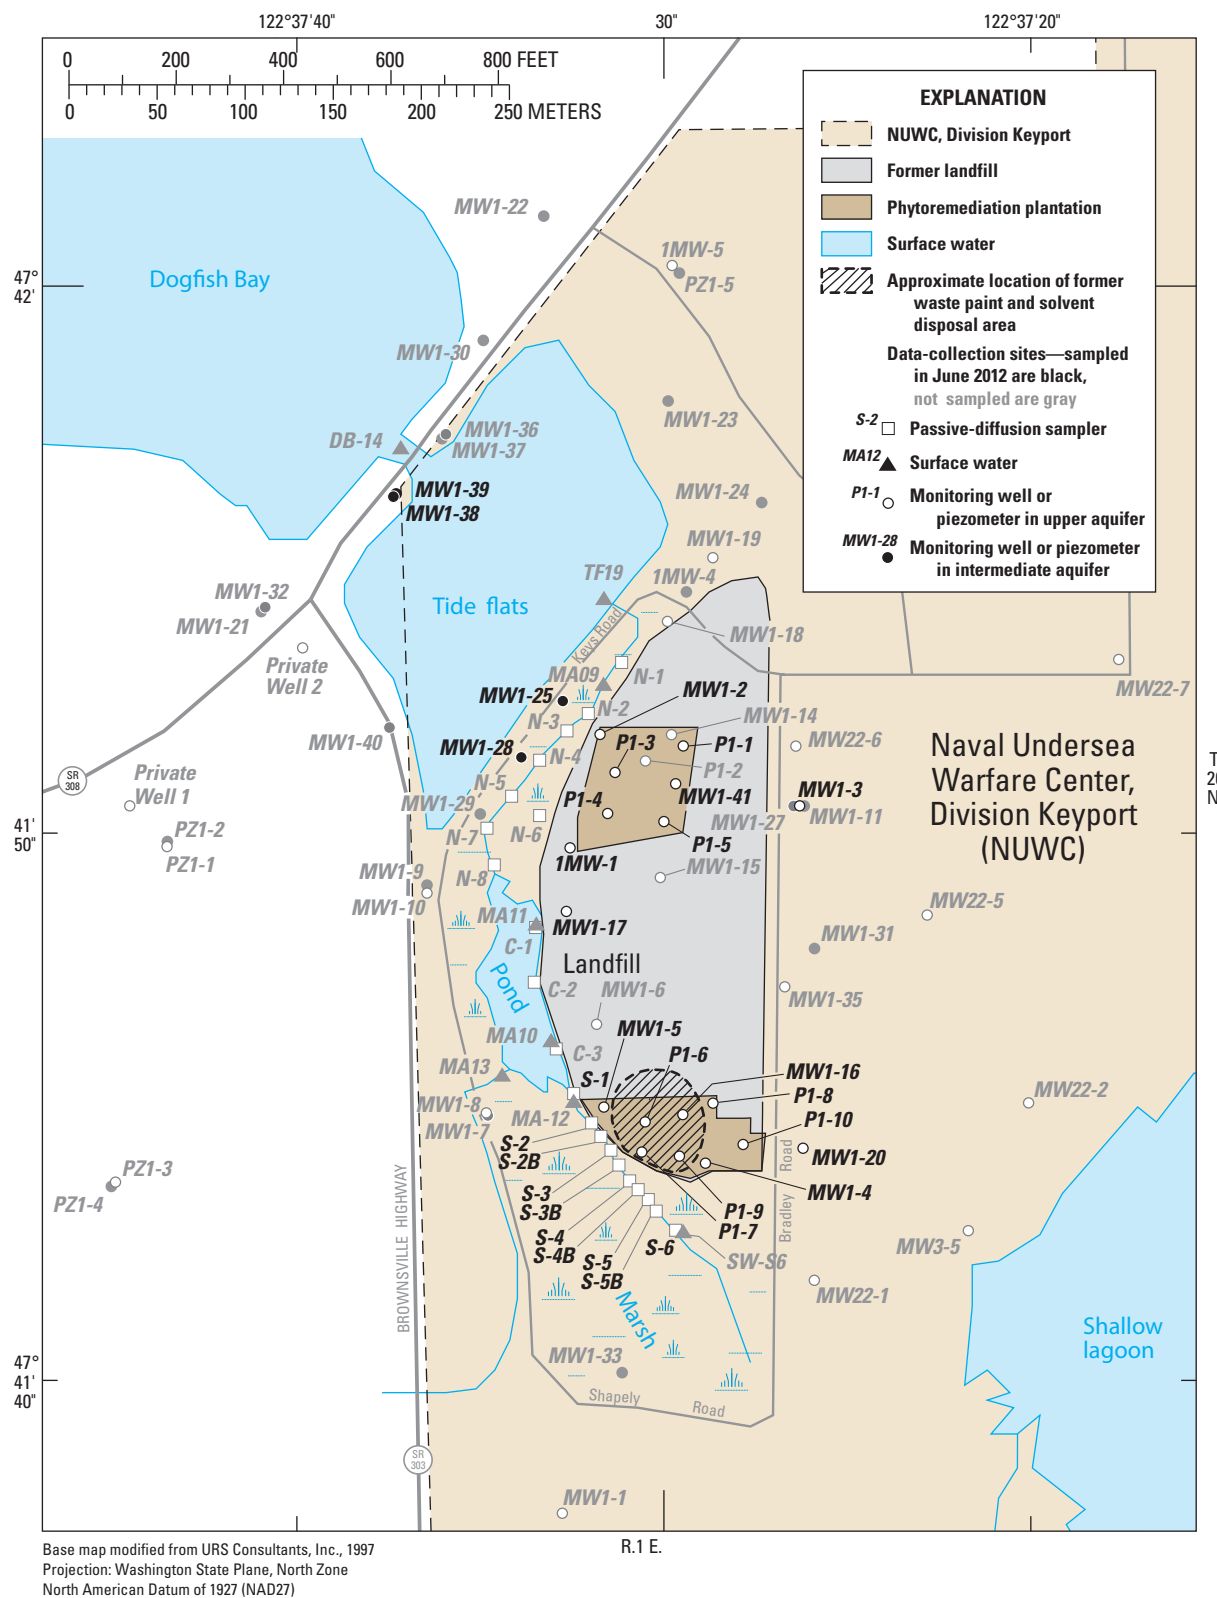 122°37'40"
30"
122°37'20"
0 200 400 600 800 FEET
0 50 100 150 200 250 METERS
EXPLANATION
NUWC, Division Keyport
Former landfill
Phytoremediation plantation
Surface water
Approximate location of former
waste paint and solvent
disposal area
Data-collection sites—sampled
in June 2012 are black,
not sampled are gray
S-2
Passive-diffusion sampler
MA12
Surface water
P1-1
Monitoring well or
piezometer in upper aquifer
MW1-28
Monitoring well or piezometer
in intermediate aquifer
47°
42'
Dogfish Bay
MW1-22
1MW-5
PZ1-5
MW1-30
MW1-23
DB-14
MW1-36
MW1-37
MW1-39
MW1-38
MW1-24
MW1-19
TF19
1MW-4
MW1-32
MW1-21
Tide flats
Keys Road
MW1-18
Private
Well 2
MA09
N-1
MW1-2
MW22-7
MW1-25
N-2
N-3
MW1-14
MW1-40
MW1-28
N-4
P1-3
P1-1
MW22-6
P1-2
SR
308
Private
Well 1
N-5
MW1-29
P1-4
MW1-41
MW1-3
MW1-27
MW1-11
Naval Undersea
Warfare Center,
Division Keyport
(NUWC)
T
20
N
41'
50"
PZ1-2
PZ1-1
N-7
N-6
P1-5
1MW-1
MW1-15
MW1-9
MW1-10
N-8
MW22-5
MA11
C-1
MW1-17
MW1-31
Landfill
Pond
C-2
MW1-6
MW1-35
MA10
MW1-5
C-3
P1-6
MA13
S-1
MW1-16
P1-8
MW22-2
MW1-8
MW1-7
MA-12
P1-10
S-2
S-2B
MW1-20
PZ1-3
PZ1-4
S-3
S-3B
MW1-4
P1-9
P1-7
Bradley Road
BROWNSVILLE HIGHWAY
S-4
S-4B
S-6
SW-S6
MW3-5
S-5
S-5B
MW22-1
Marsh
Shallow
lagoon
47°
41'
40"
MW1-33
Shapely Road
SR
303
MW1-1
R.1 E.
Base map modified from URS Consultants, Inc., 1997
Projection: Washington State Plane, North Zone
North American Datum of 1927 (NAD27)